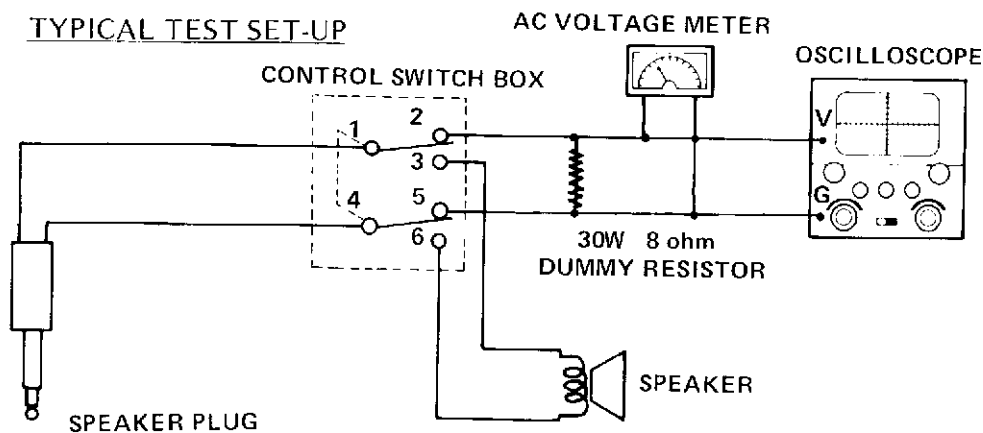 TYPICAL TEST SET-UP
AC VOLTAGE METER
OSCILLOSCOPE
CONTROL SWITCH BOX
1
2
3
4
5
6
V
G
30W 8 ohm
DUMMY RESISTOR
SPEAKER
SPEAKER PLUG